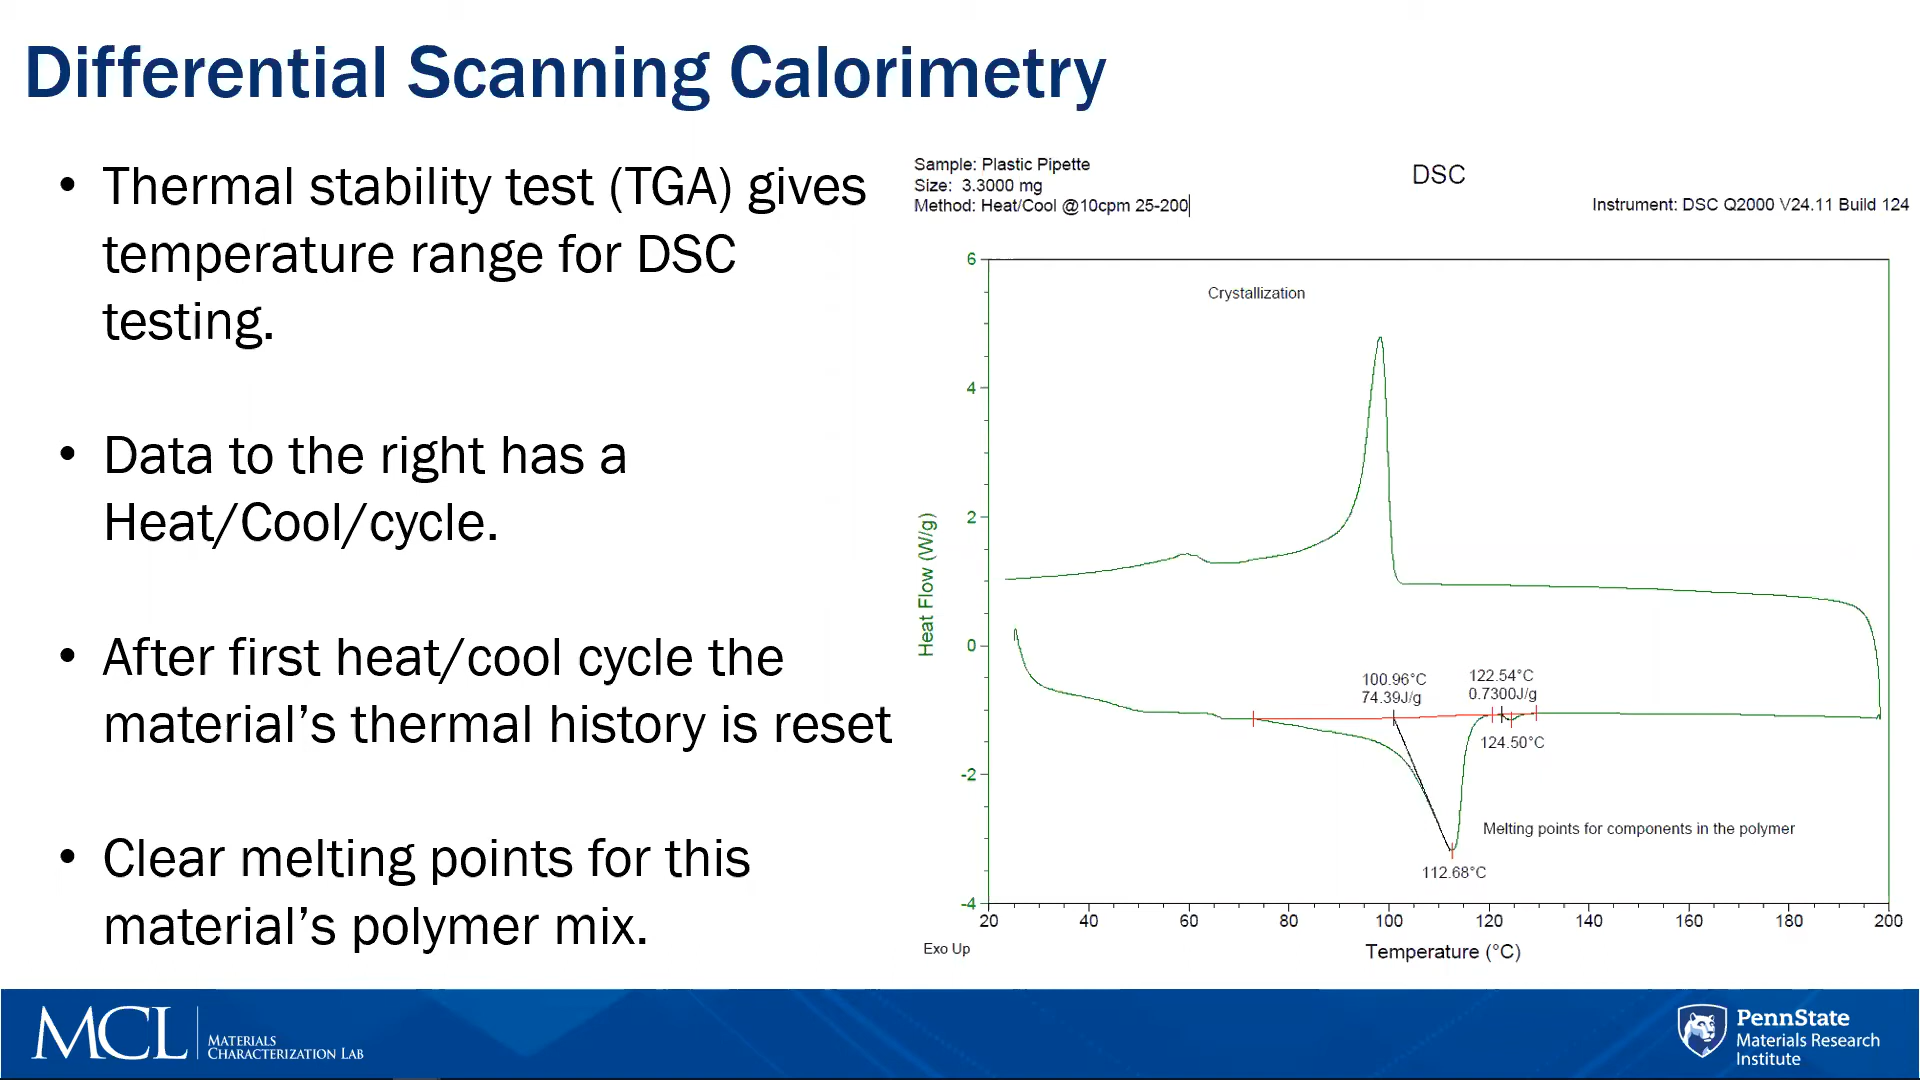 Differential Scanning Calorimetry
• Thermal stability test (TGA) gives
temperature range for DSC
testing.
• Data to the right has a
Heat/Cool/cycle.
• After first heat/cool cycle the
material’s thermal history is reset
• Clear melting points for this
material’s polymer mix.
Sample: Plastic Pipette
Size: 3.3000 mg
Method: Heat/Cool @10cpm 25-200
DSC
Instrument: DSC Q2000 V24.11 Build 124
Crystallization
6
4
2
0
-2
-4
Heat Flow (W/g)
100.96°C
74.39J/g
122.54°C
0.7300J/g
124.50°C
Melting points for components in the polymer
112.68°C
20 40 60 80 100 120 140 160 180 200
Exo Up
Temperature (°C)
MCL
MATERIALS
CHARACTERIZATION LAB
PennState
Materials Research
Institute